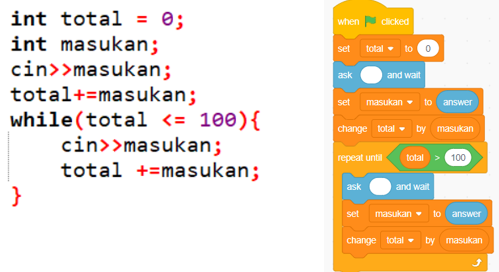 int total = 0;
int masukan;
cin>>masukan;
total+=masukan;
while(total <= 100){
    cin>>masukan;
    total +=masukan;
}
when clicked
set total to 0
ask and wait
set masukan to answer
change total by masukan
repeat until total > 100
ask and wait
set masukan to answer
change total by masukan